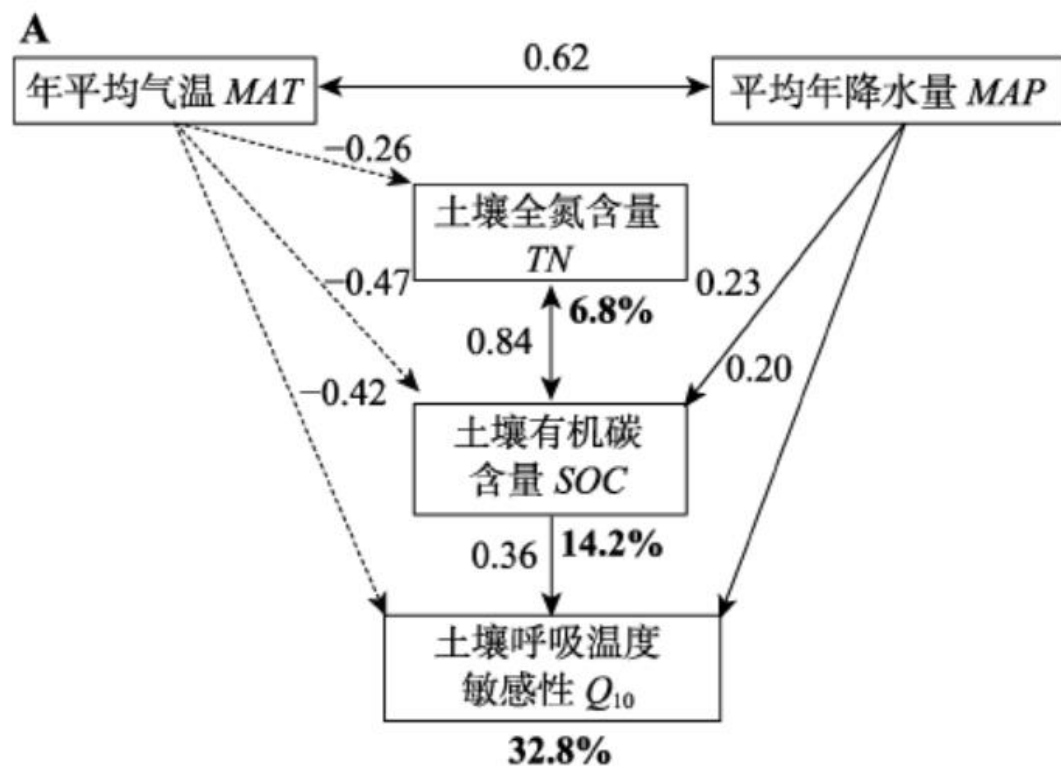 A
年平均气温 MAT
0.62
平均年降水量 MAP
−0.26
土壤全氮含量
TN
−0.47
0.23
6.8%
0.84
0.20
−0.42
土壤有机碳
含量 SOC
0.36
14.2%
土壤呼吸温度
敏感性 Q₁₀
32.8%